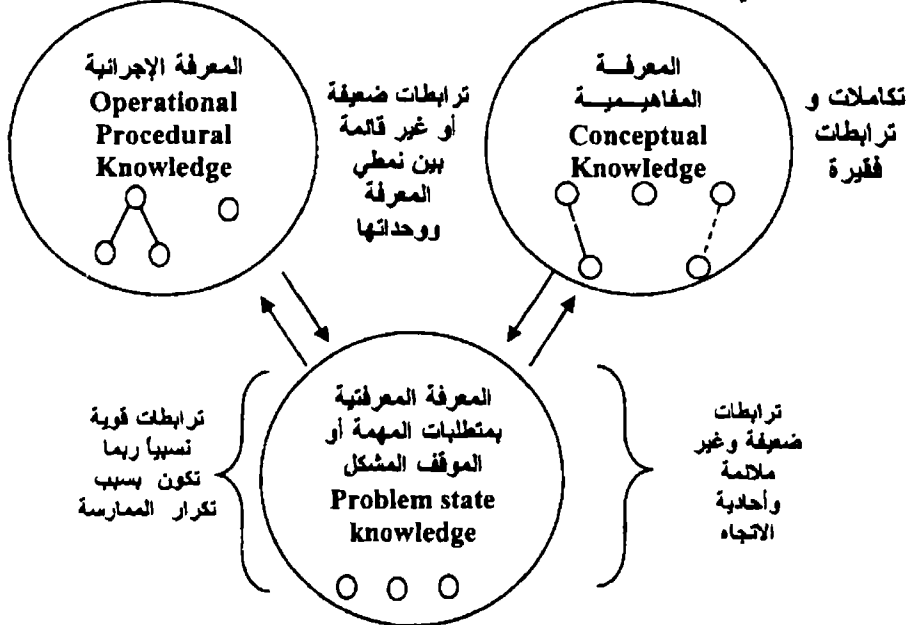 المعرفة الإجرائية
Operational
Procedural
Knowledge
ترابطات ضعيفة
أو غير قائمة
بين نمطي
المعرفة
ووحداتها
المعرفــة
المفاهيـــميـــة
Conceptual
Knowledge
تكاملات و
ترابطات
فقيرة
ترابطات قوية
نسبياً ربما
تكون بسبب
تكرار الممارسة
المعرفة المعرفتية
بمتطلبات المهمة أو
الموقف المشكل
Problem state
knowledge
ترابطات
ضعيفة وغير
ملائمة
وأحادية
الاتجاه